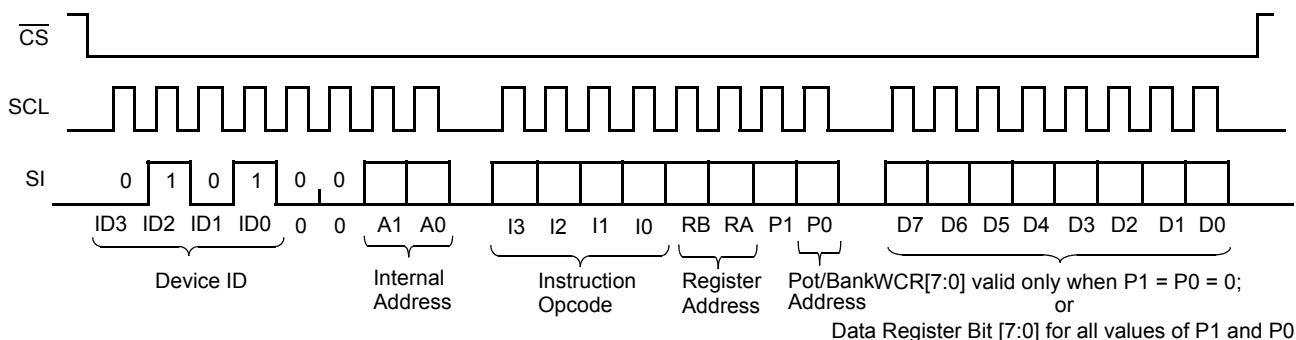 CS
SCL
SI 0 1 0 1 0 0
ID3 ID2 ID1 ID0 0 0 A1 A0 I3 I2 I1 I0 RB RA P1 P0 D7 D6 D5 D4 D3 D2 D1 D0
Device ID
Internal
Address
Instruction
Opcode
Register
Address
Pot/Bank
Address
WCR[7:0] valid only when P1 = P0 = 0;
or
Data Register Bit [7:0] for all values of P1 and P0